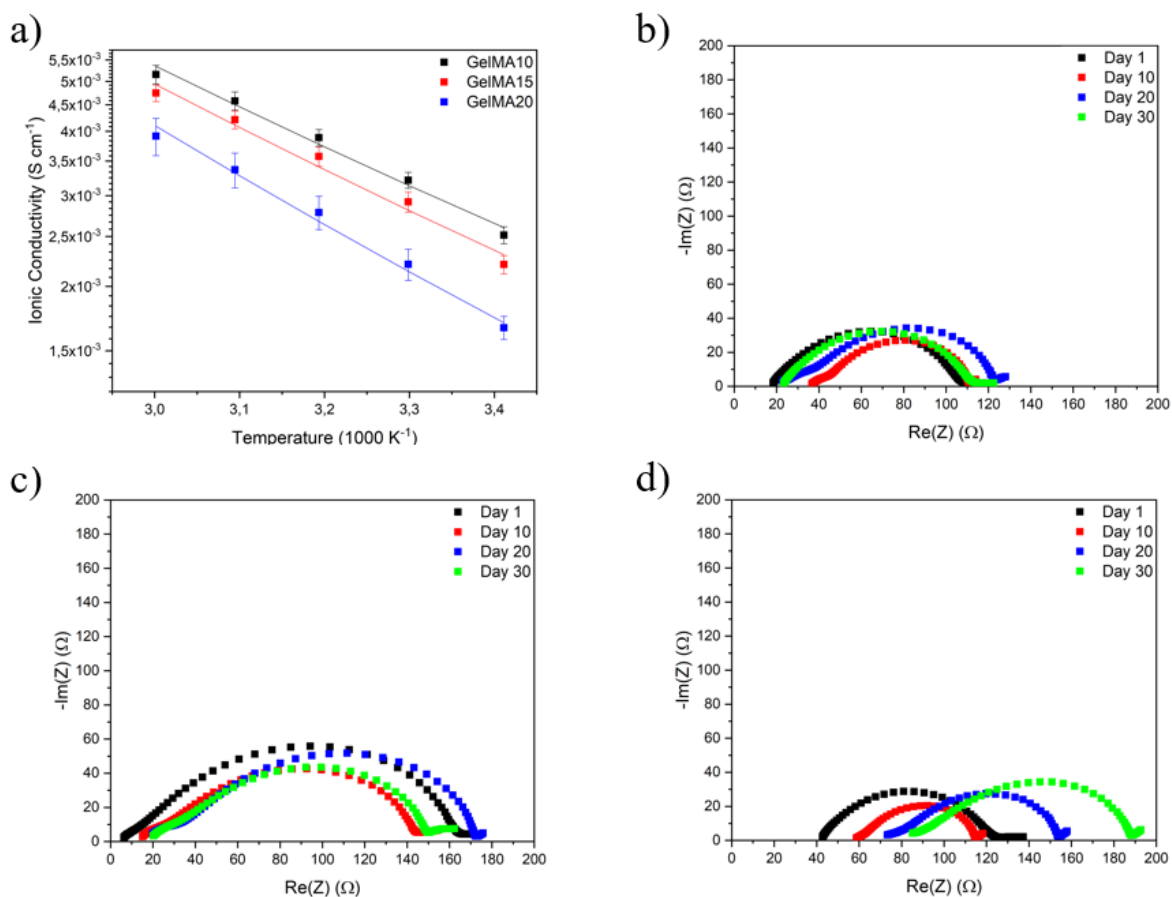 a)
5,5x10⁻³
5x10⁻³
4,5x10⁻³
4x10⁻³
3,5x10⁻³
3x10⁻³
2,5x10⁻³
2x10⁻³
1,5x10⁻³
Ionic Conductivity (S cm⁻¹)
GelMA10
GelMA15
GelMA20
3,0 3,1 3,2 3,3 3,4
Temperature (1000 K⁻¹)
b)
200
180
160
140
120
100
80
60
40
20
0
-Im(Z) (Ω)
Day 1
Day 10
Day 20
Day 30
0 20 40 60 80 100 120 140 160 180 200
Re(Z) (Ω)
c)
200
180
160
140
120
100
80
60
40
20
0
-Im(Z) (Ω)
Day 1
Day 10
Day 20
Day 30
0 20 40 60 80 100 120 140 160 180 200
Re(Z) (Ω)
d)
200
180
160
140
120
100
80
60
40
20
0
-Im(Z) (Ω)
Day 1
Day 10
Day 20
Day 30
0 20 40 60 80 100 120 140 160 180 200
Re(Z) (Ω)